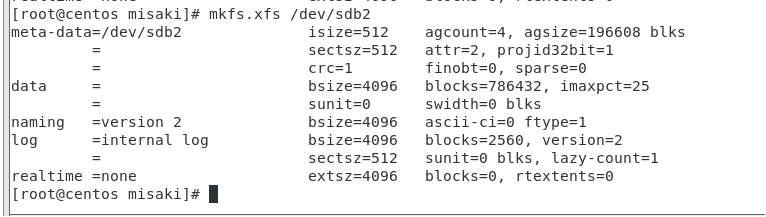 [root@centos misaki]# mkfs.xfs /dev/sdb2
meta-data=/dev/sdb2              isize=512    agcount=4, agsize=196608 blks
         =                       sectsz=512   attr=2, projid32bit=1
         =                       crc=1        finobt=0, sparse=0
data     =                       bsize=4096   blocks=786432, imaxpct=25
         =                       sunit=0      swidth=0 blks
naming   =version 2              bsize=4096   ascii-ci=0 ftype=1
log      =internal log           bsize=4096   blocks=2560, version=2
         =                       sectsz=512   sunit=0 blks, lazy-count=1
realtime =none                   extsz=4096   blocks=0, rtextents=0
[root@centos misaki]#